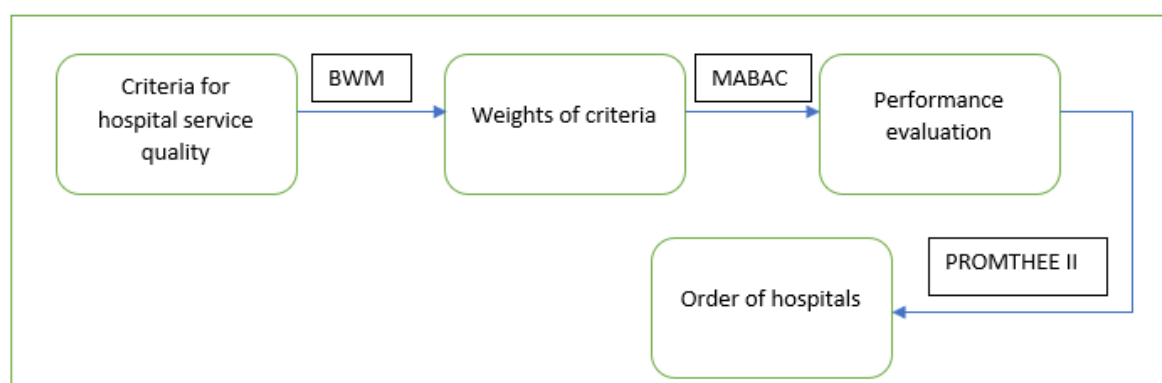 Criteria for
hospital service
quality
BWM
Weights of criteria
MABAC
Performance
evaluation
PROMTHEE II
Order of hospitals